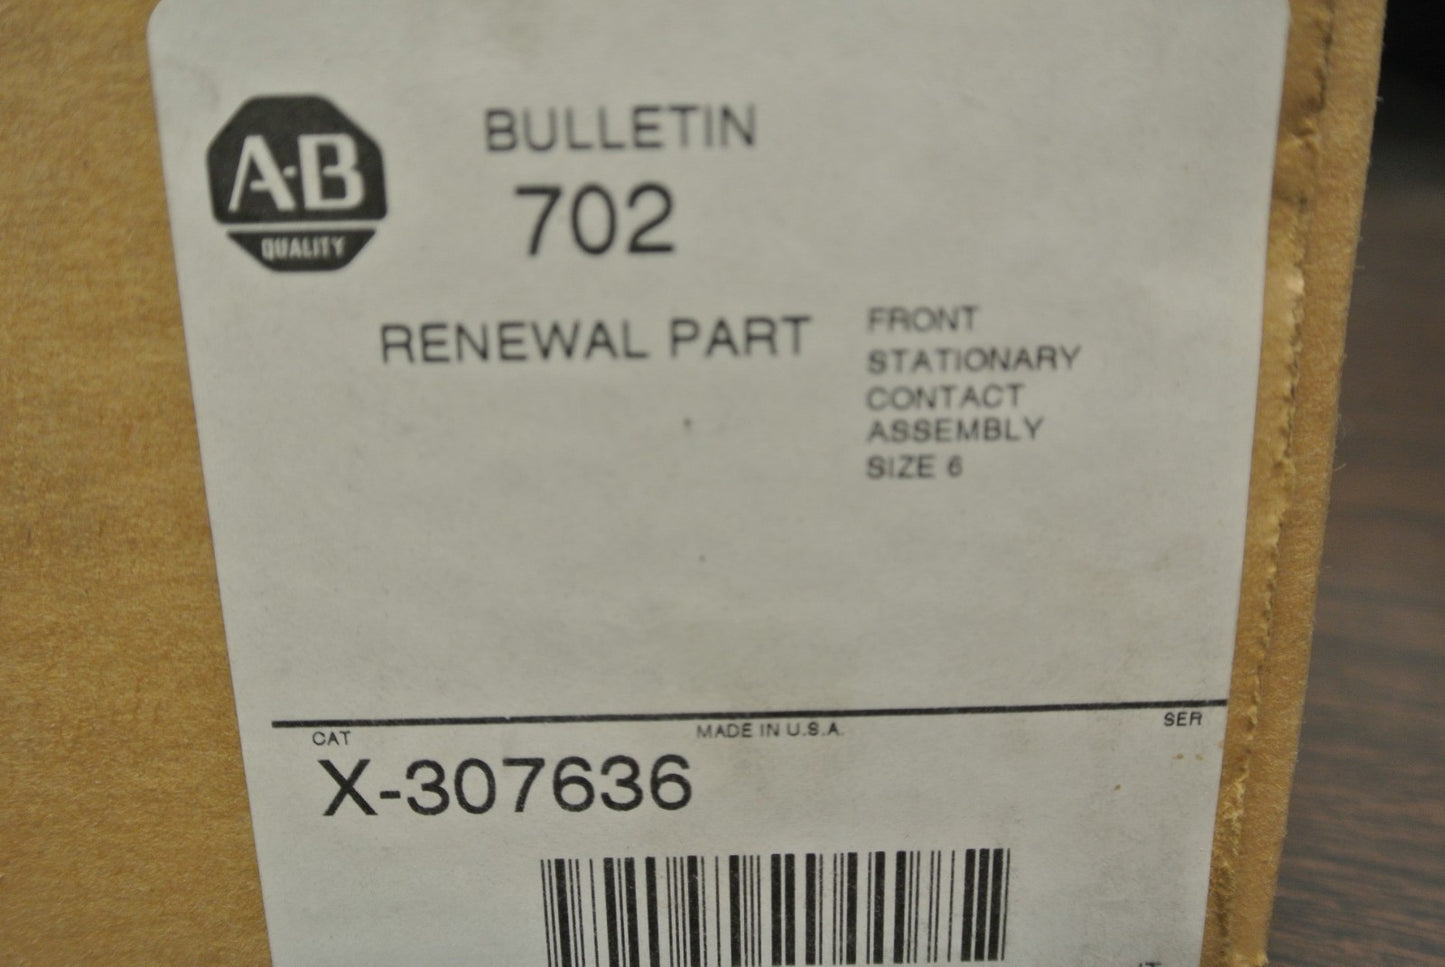 A-B
QUALITY
BULLETIN
702
RENEWAL PART
FRONT
STATIONARY
CONTACT
ASSEMBLY
SIZE 6
CAT
MADE IN U.S.A.
SER
X-307636